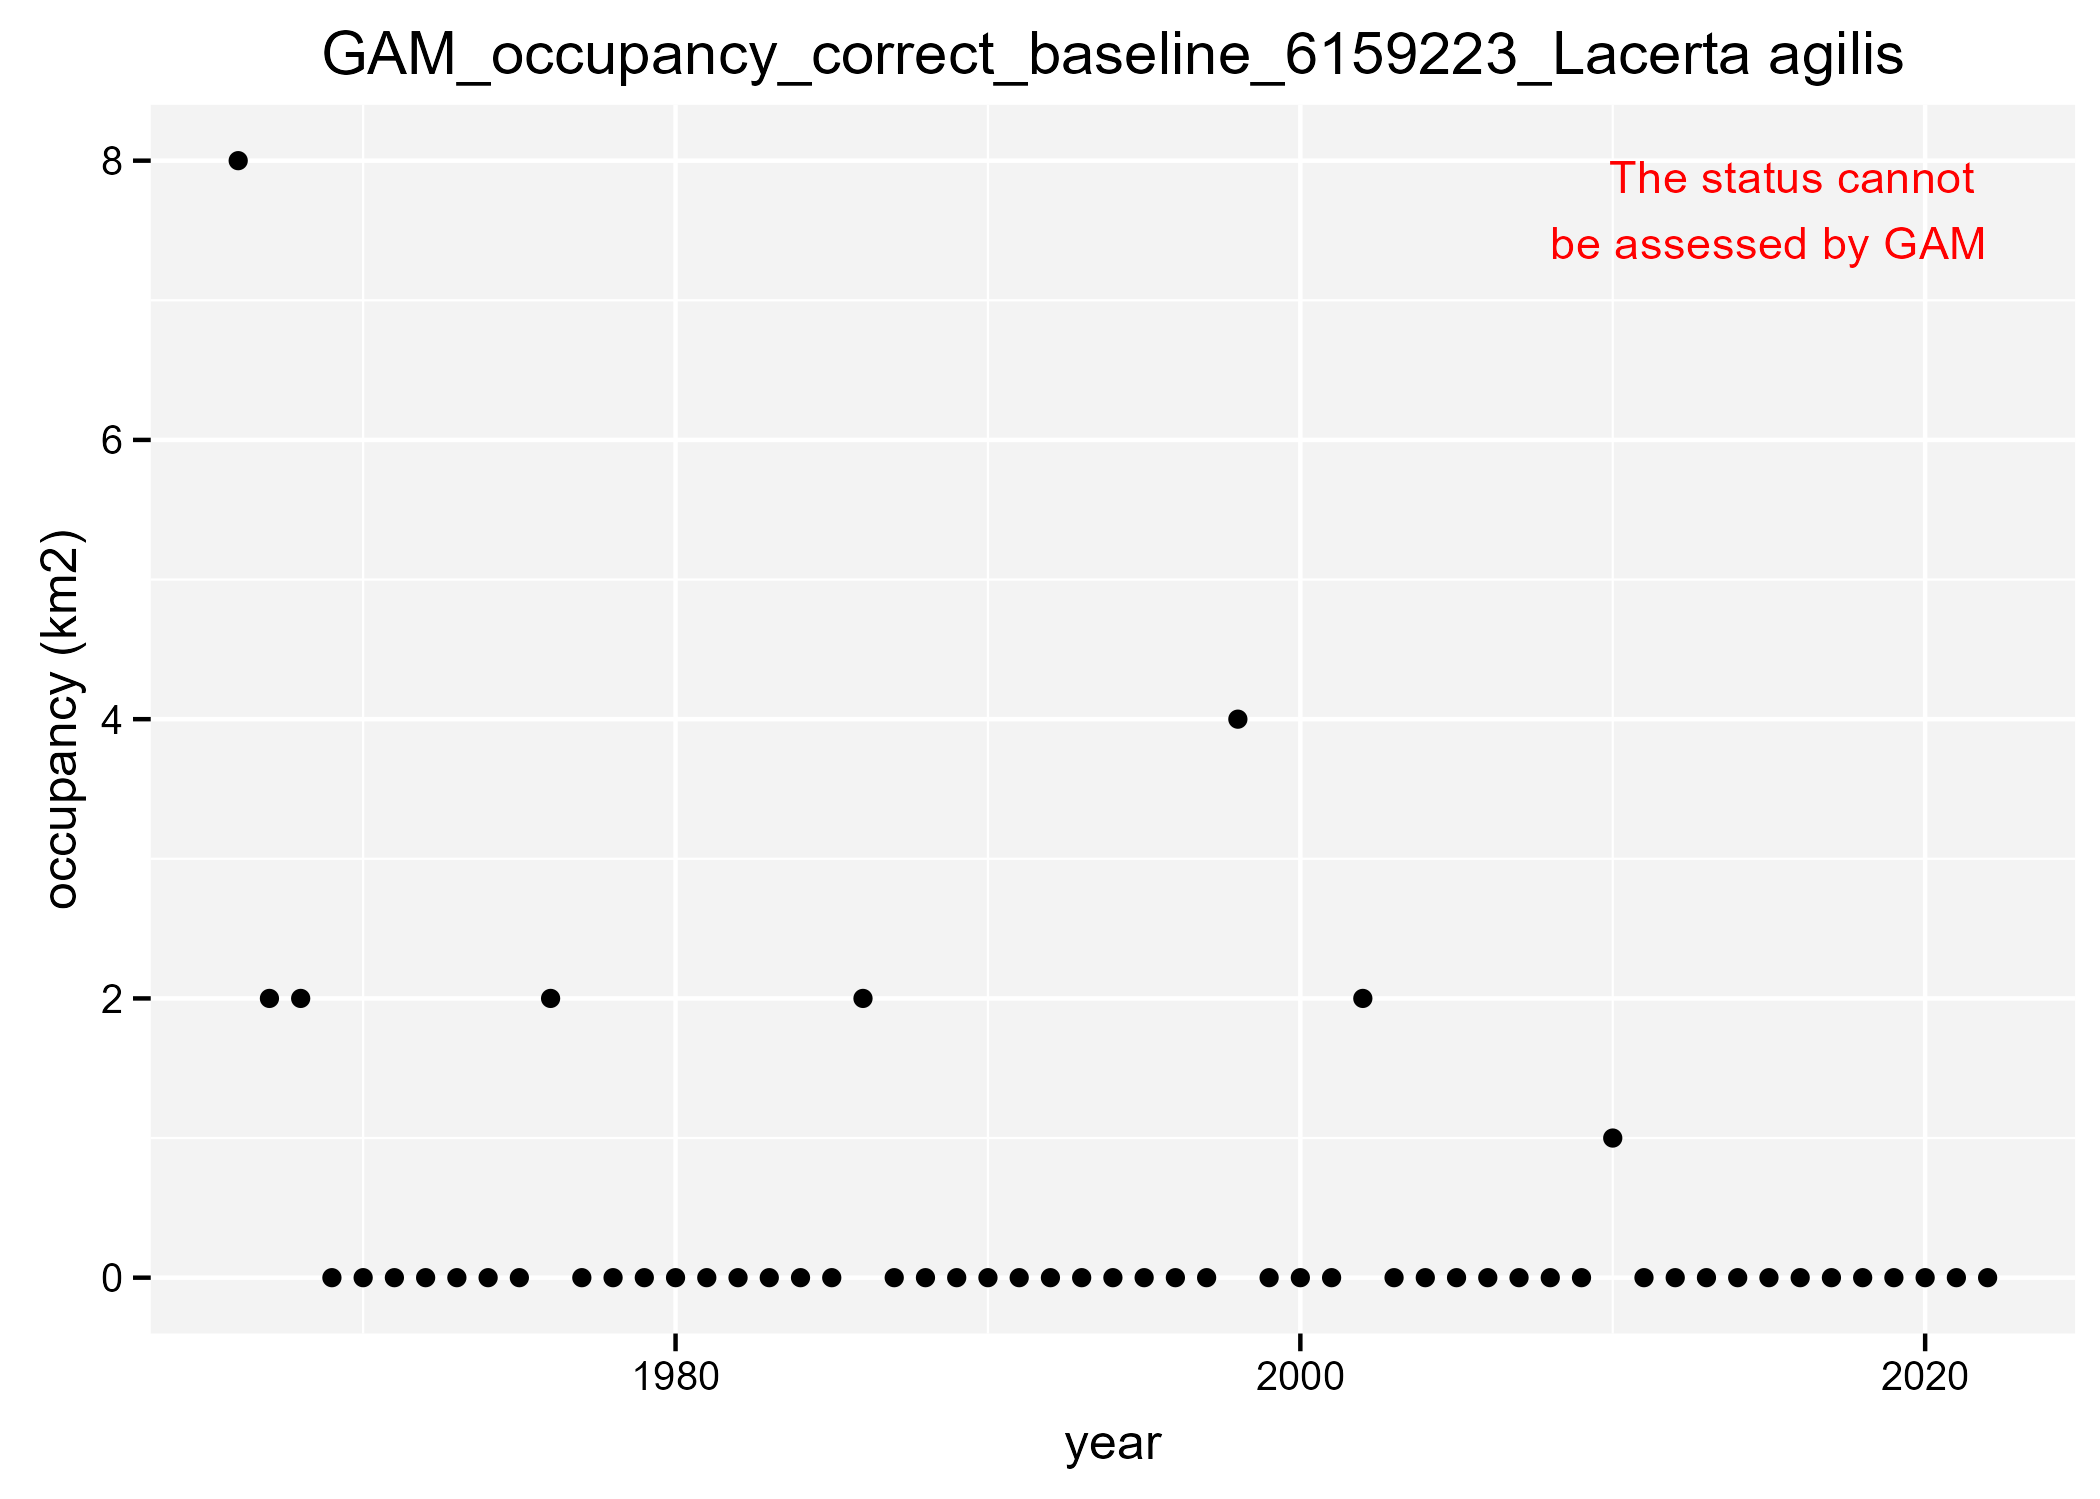 GAM_occupancy_correct_baseline_6159223_Lacerta agilis
8
The status cannot
be assessed by GAM
6
occupancy (km2)
4
2
0
1980
2000
2020
year